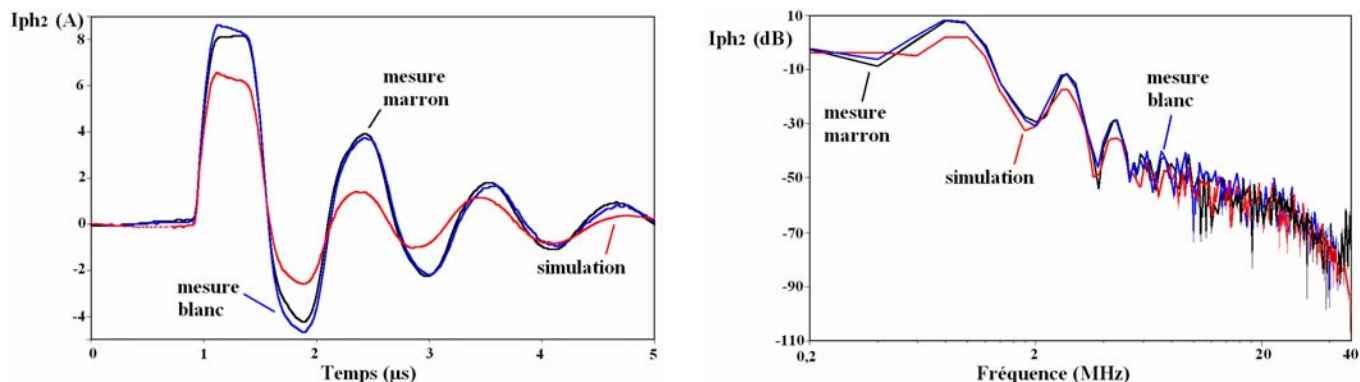 Iph2 (A)
8
6
4
2
0
-2
-4
mesure
marron
simulation
mesure
blanc
0
1
2
3
4
5
Temps (μs)
Iph2 (dB)
10
-10
-30
-50
-70
-90
-110
mesure
marron
mesure
blanc
simulation
0,2
2
20
40
Fréquence (MHz)